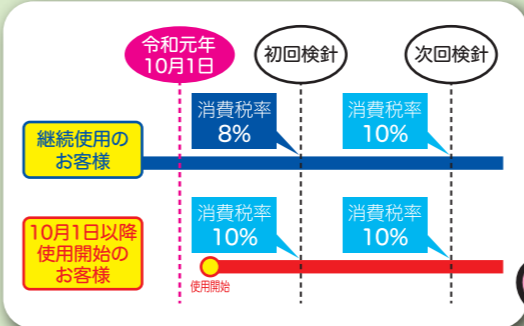 令和元年
10月1日
初回検針
次回検針
消費税率
8%
消費税率
10%
継続使用の
お客様
消費税率
10%
消費税率
10%
10月1日以降
使用開始の
お客様
使用開始